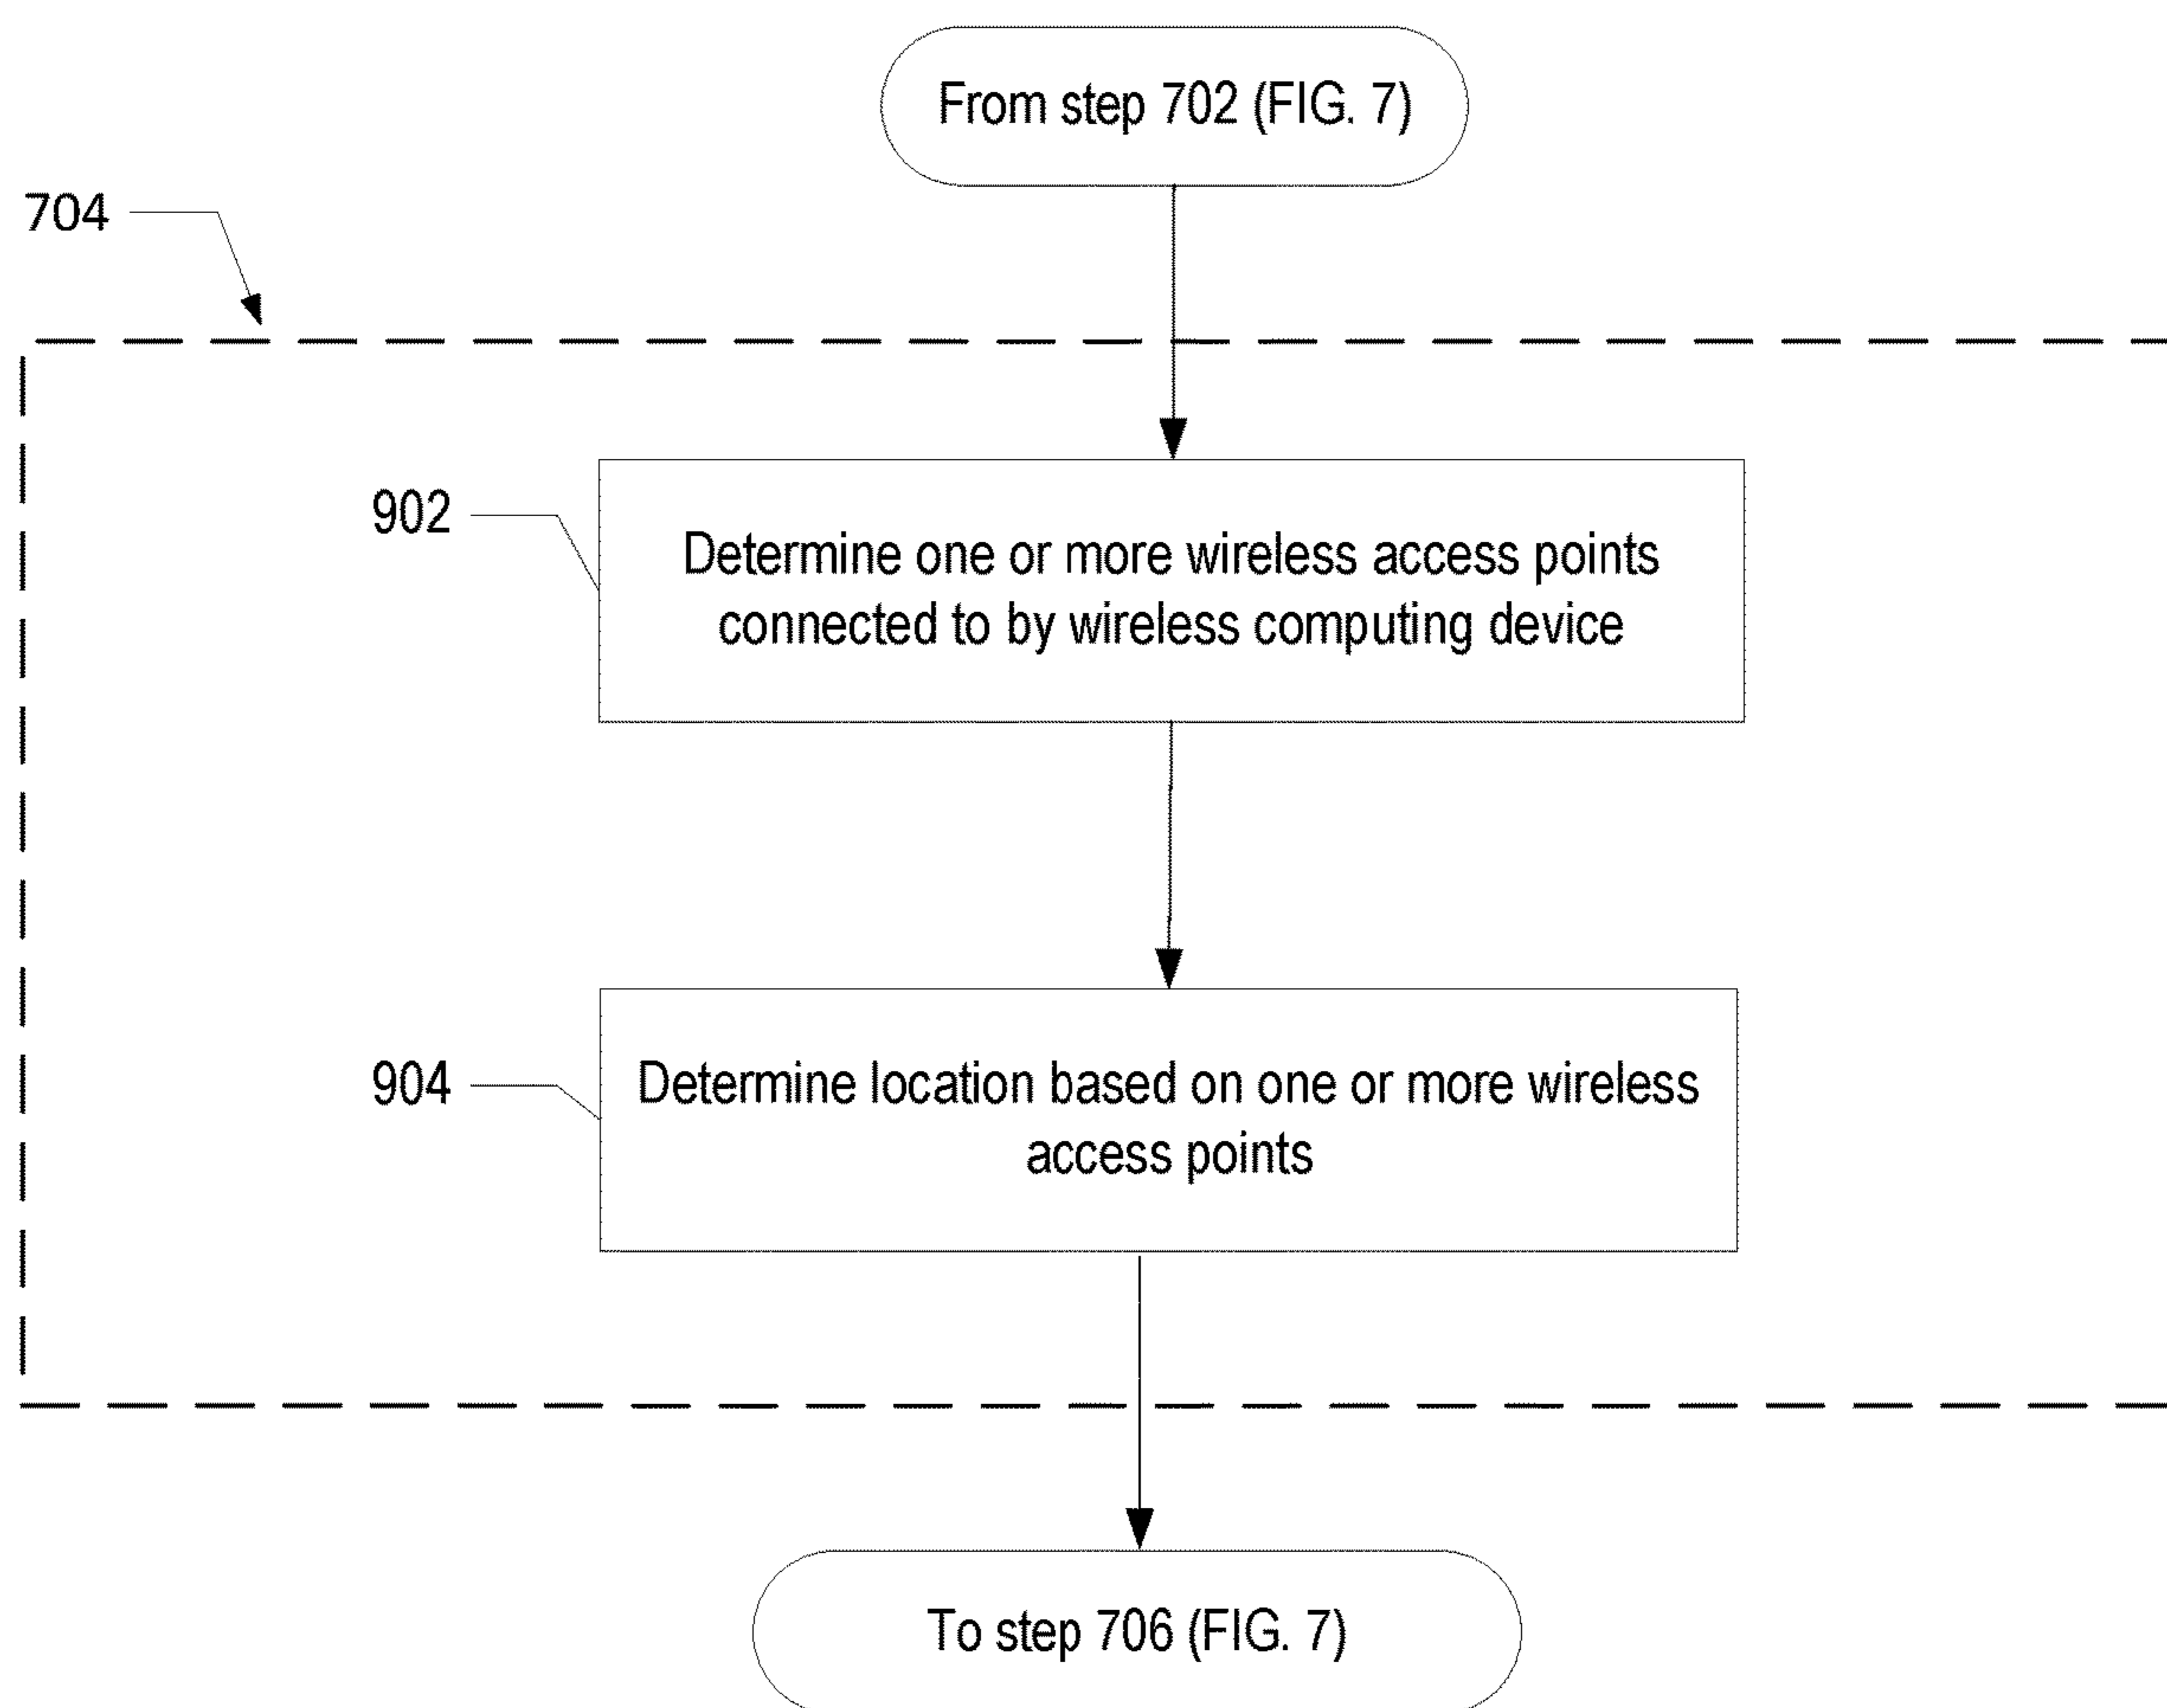 From step 702 (FIG. 7)
704
902
Determine one or more wireless access points
connected to by wireless computing device
904
Determine location based on one or more wireless
access points
To step 706 (FIG. 7)